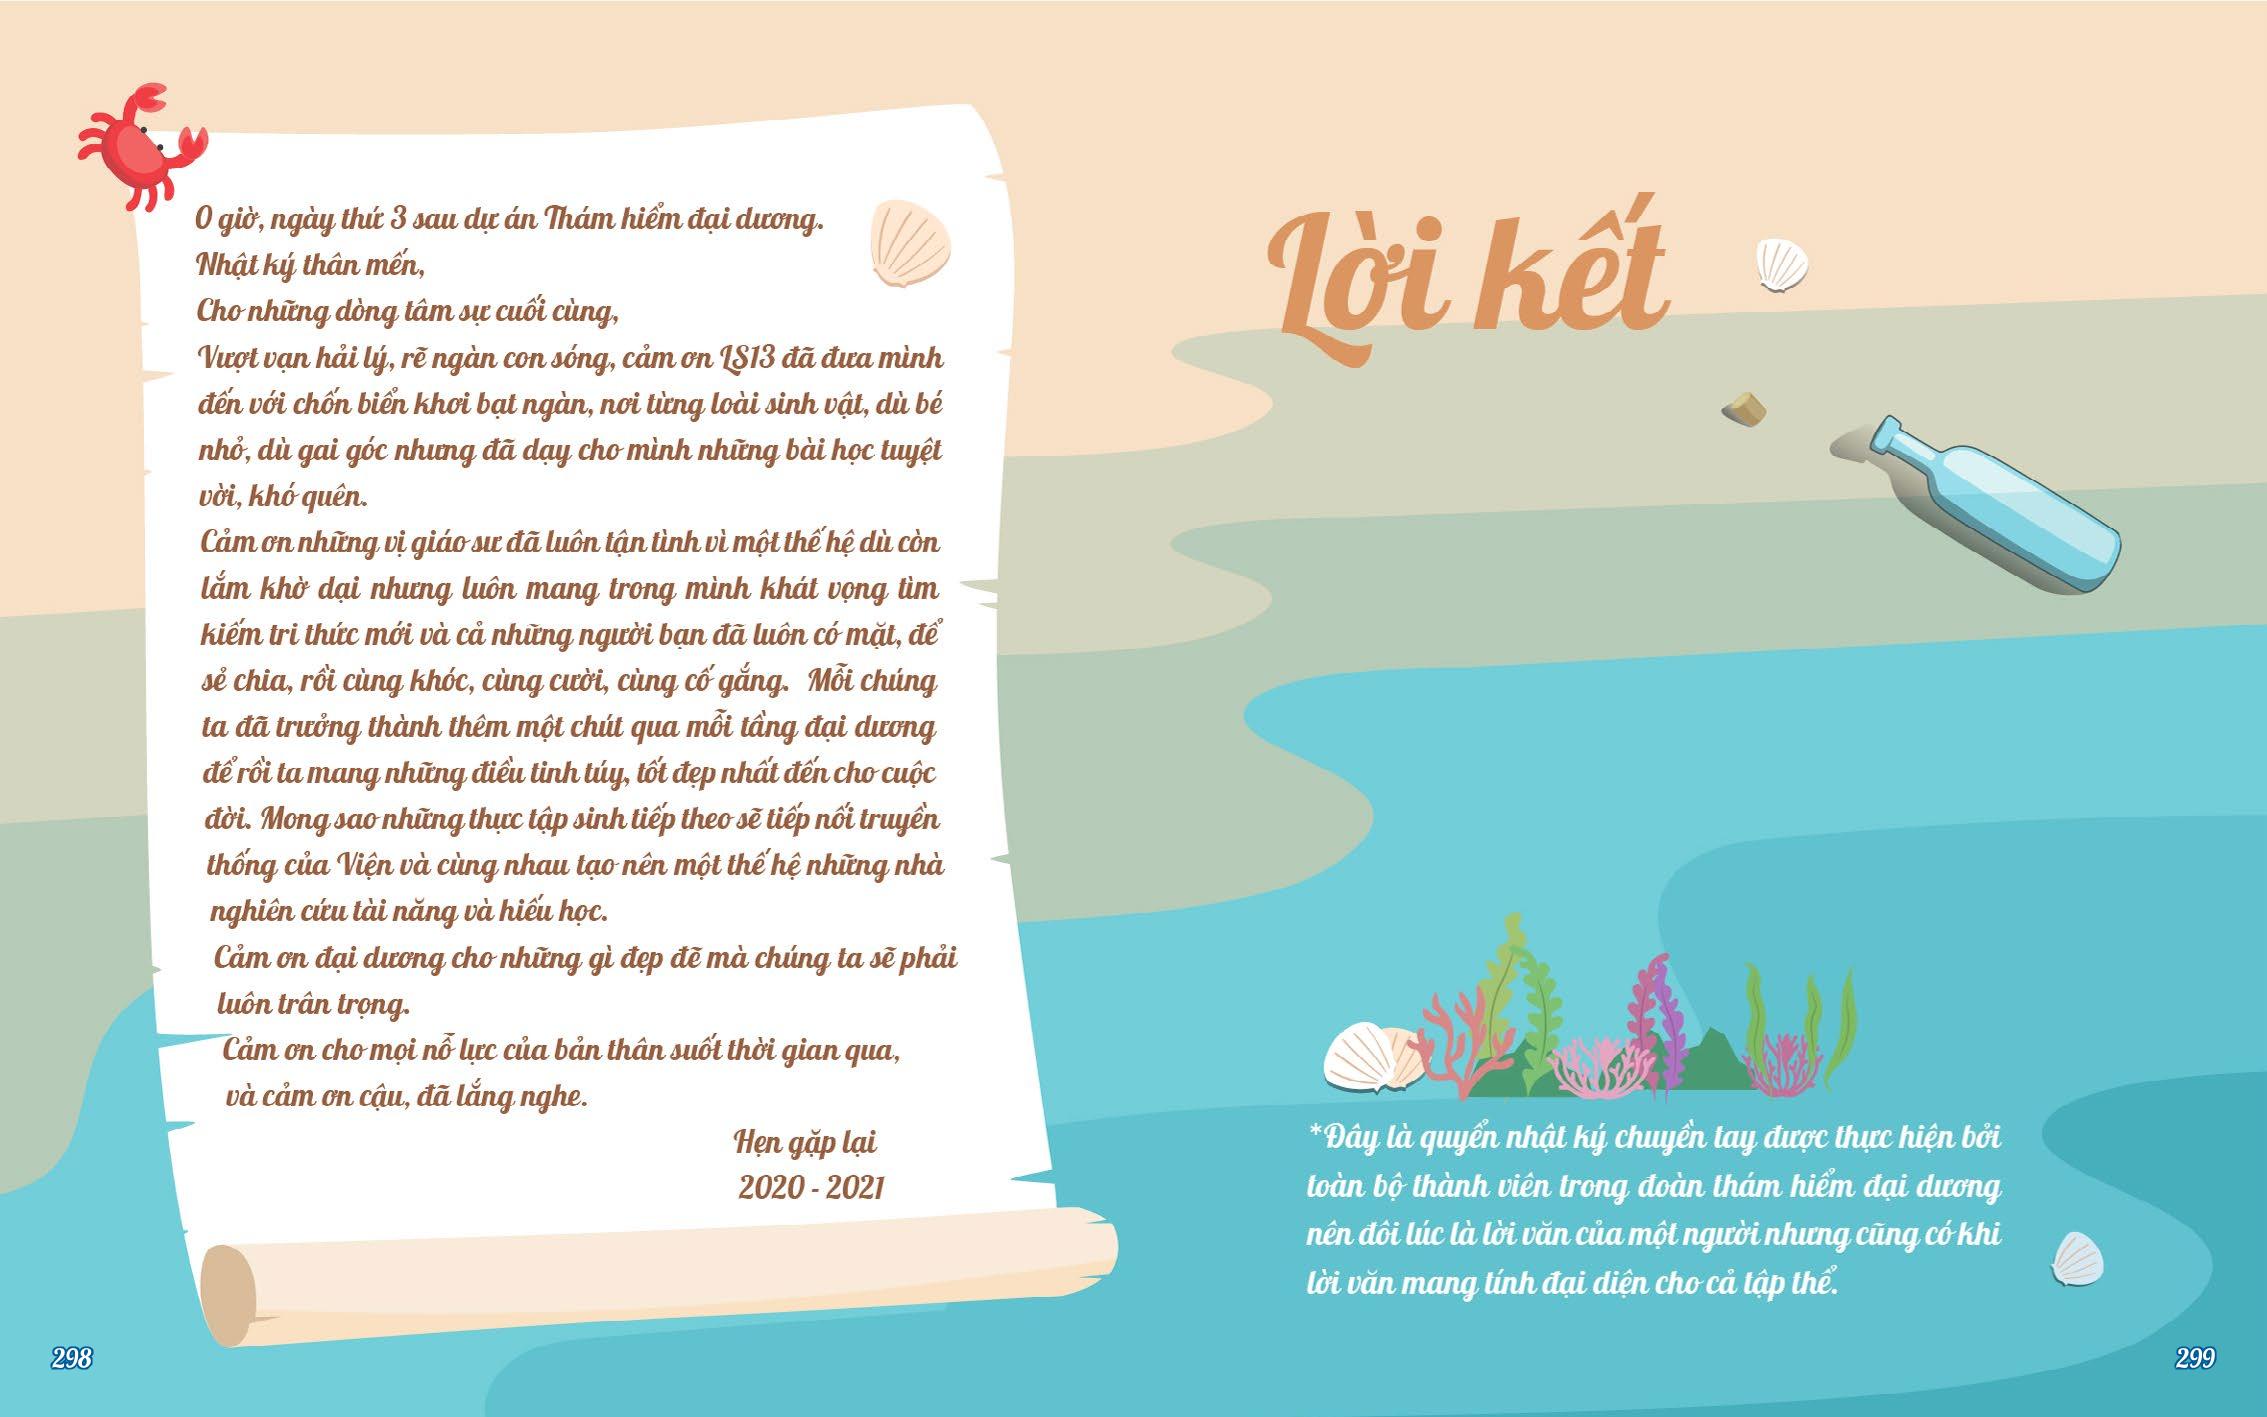 0 giờ, ngày thứ 3 sau dự án Thám hiểm đại dương.
Nhật ký thân mến,
Cho những dòng tâm sự cuối cùng,
Vượt vạn hải lý, rẽ ngàn con sóng, cảm ơn LS13 đã đưa mình
đến với chốn biển khơi bạt ngàn, nơi từng loài sinh vật, dù bé
nhỏ, dù gai góc nhưng đã dạy cho mình những bài học tuyệt
vời, khó quên.
Cảm ơn những vị giáo sư đã luôn tận tình vì một thế hệ dù còn
lắm khờ dại nhưng luôn mang trong mình khát vọng tìm
kiếm tri thức mới và cả những người bạn đã luôn có mặt, để
sẻ chia, rồi cùng khóc, cùng cười, cùng cố gắng. Mỗi chúng
ta đã trưởng thành thêm một chút qua mỗi tầng đại dương
để rồi ta mang những điều tinh túy, tốt đẹp nhất đến cho cuộc
đời. Mong sao những thực tập sinh tiếp theo sẽ tiếp nối truyền
thống của Viện và cùng nhau tạo nên một thế hệ những nhà
nghiên cứu tài năng và hiếu học.
Cảm ơn đại dương cho những gì đẹp đẽ mà chúng ta sẽ phải
luôn trân trọng.
Cảm ơn cho mọi nỗ lực của bản thân suốt thời gian qua,
và cảm ơn cậu, đã lắng nghe.
Hẹn gặp lại
2020 - 2021
298
Lời kết
*Đây là quyển nhật ký chuyền tay được thực hiện bởi
toàn bộ thành viên trong đoàn thám hiểm đại dương
nên đôi lúc là lời văn của một người nhưng cũng có khi
lời văn mang tính đại diện cho cả tập thể.
299